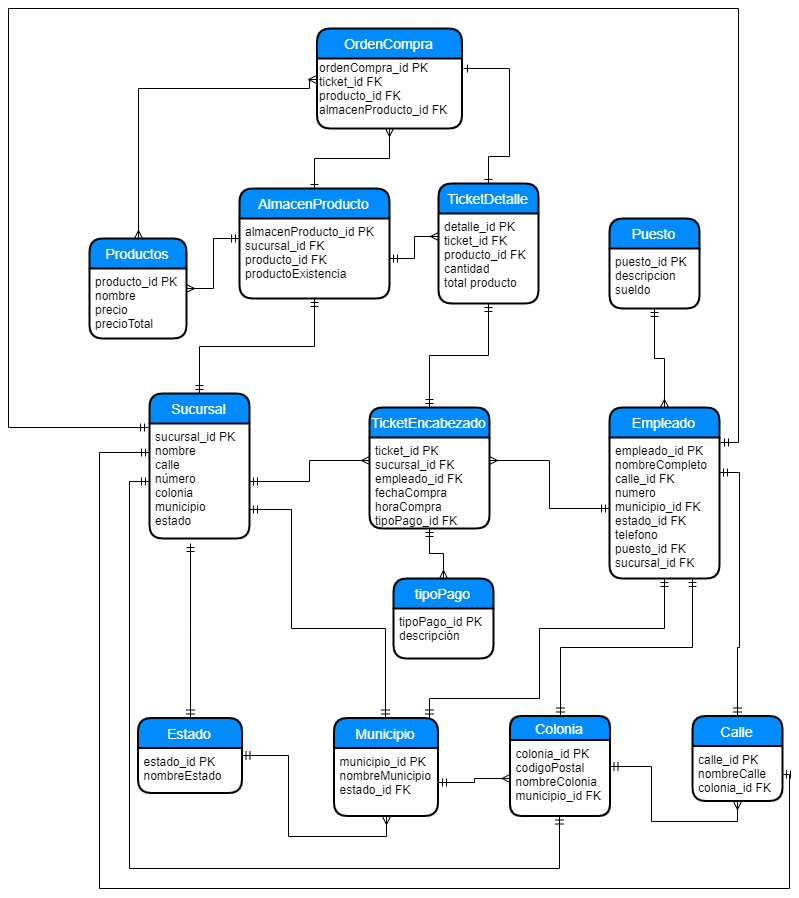 OrdenCompra
ordenCompra_id PK
ticket_id FK
producto_id FK
almacenProducto_id FK
AlmacenProducto
almacenProducto_id PK
sucursal_id FK
producto_id FK
productoExistencia
TicketDetalle
detalle_id PK
ticket_id FK
producto_id FK
cantidad
total producto
Puesto
puesto_id PK
descripcion
sueldo
Productos
producto_id PK
nombre
precio
precioTotal
Sucursal
sucursal_id PK
nombre
calle
número
colonia
municipio
estado
TicketEncabezado
ticket_id PK
sucursal_id FK
empleado_id FK
fechaCompra
horaCompra
tipoPago_id FK
Empleado
empleado_id PK
nombreCompleto
calle_id FK
numero
municipio_id FK
estado_id FK
telefono
puesto_id FK
sucursal_id FK
tipoPago
tipoPago_id PK
descripción
Estado
estado_id PK
nombreEstado
Municipio
municipio_id PK
nombreMunicipio
estado_id FK
Colonia
colonia_id PK
codigoPostal
nombreColonia
municipio_id FK
Calle
calle_id PK
nombreCalle
colonia_id FK